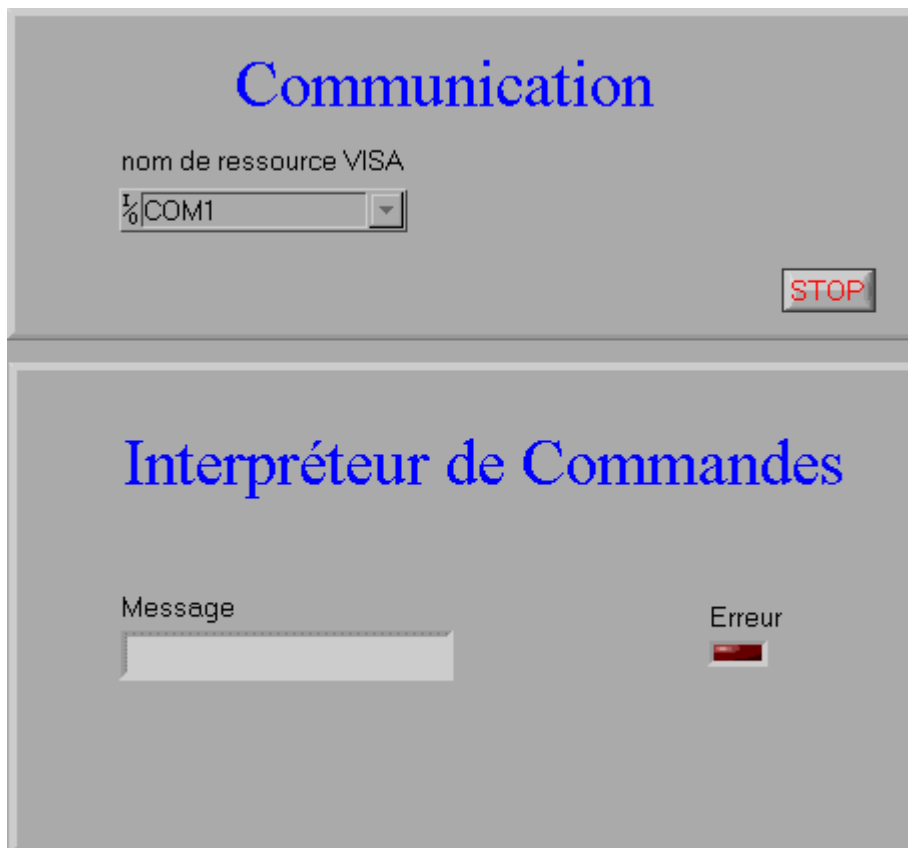 Communication
nom de ressource VISA
I/O COM1
STOP
Interpréteur de Commandes
Message
Erreur